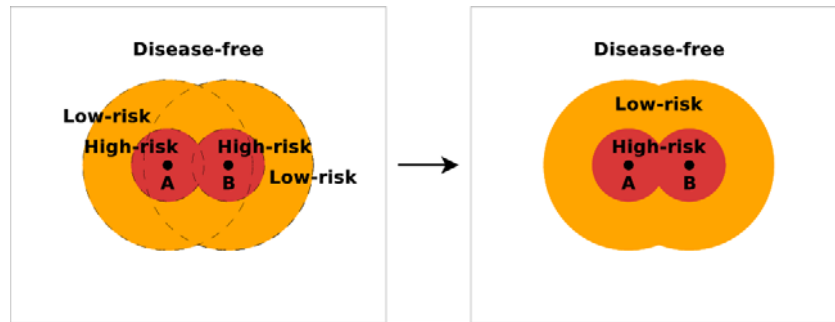 Disease-free
Low-risk
High-risk High-risk
A B
Low-risk
Disease-free
Low-risk
High-risk
A B